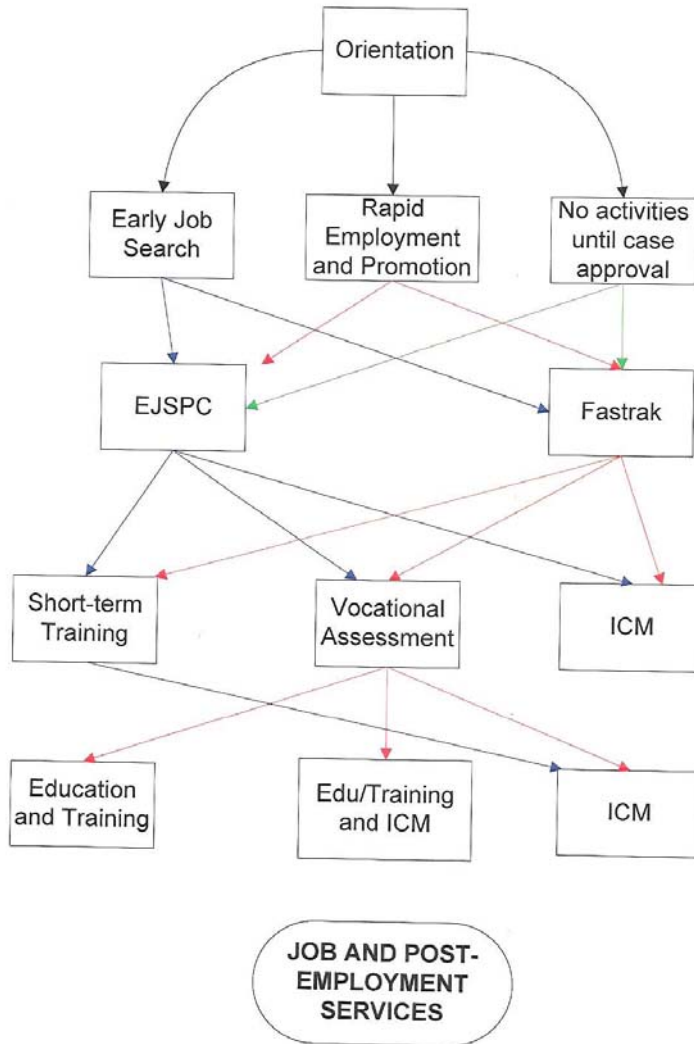 Orientation
Early Job
Search
Rapid
Employment
and Promotion
No activities
until case
approval
EJSPC
Fastrak
Short-term
Training
Vocational
Assessment
ICM
Education
and Training
Edu/Training
and ICM
ICM
JOB AND POST-
EMPLOYMENT
SERVICES